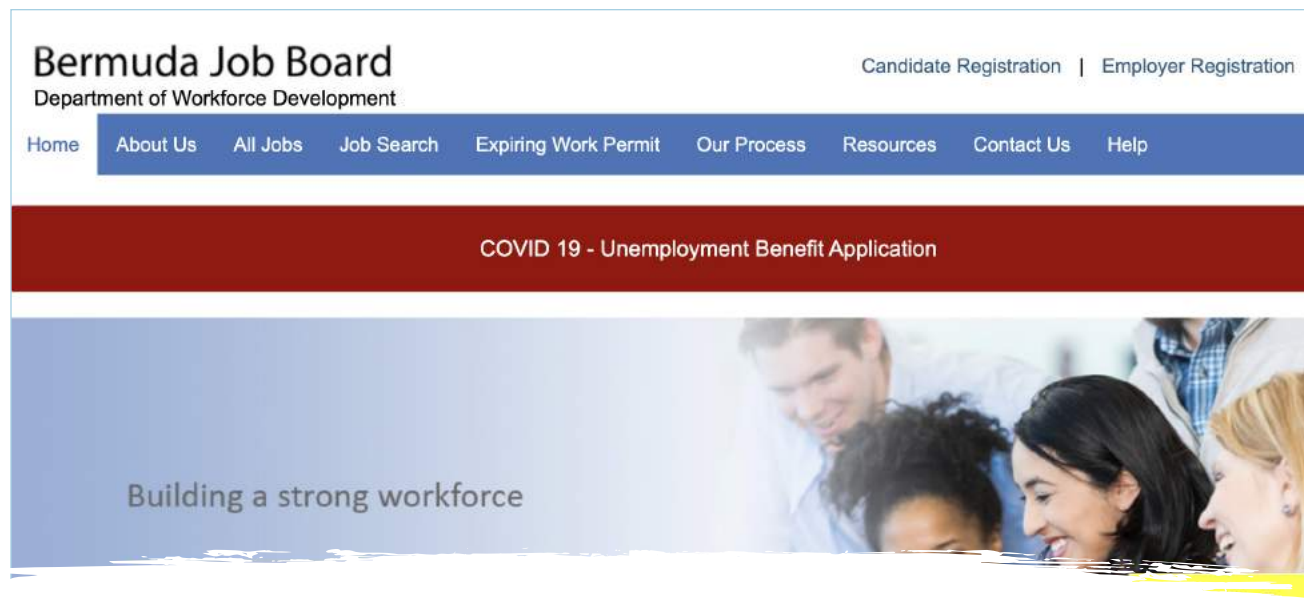 Bermuda Job Board
Department of Workforce Development
Candidate Registration | Employer Registration
Home About Us All Jobs Job Search Expiring Work Permit Our Process Resources Contact Us Help
COVID 19 - Unemployment Benefit Application
Building a strong workforce